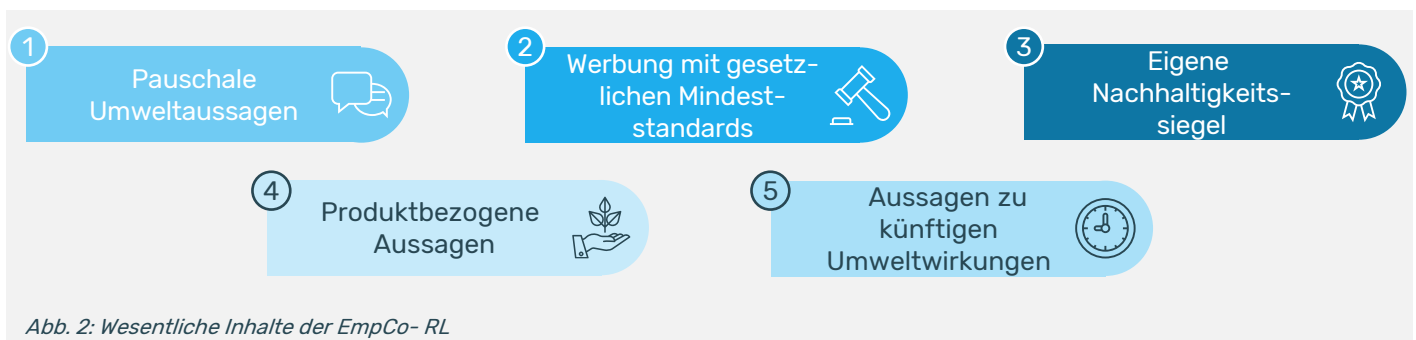 1
Pauschale
Umweltaussagen
2
Werbung mit gesetz-
lichen Mindest-
standards
3
Eigene
Nachhaltigkeits-
siegel
4
Produktbezogene
Aussagen
5
Aussagen zu
künftigen
Umweltwirkungen
Abb. 2: Wesentliche Inhalte der EmpCo- RL